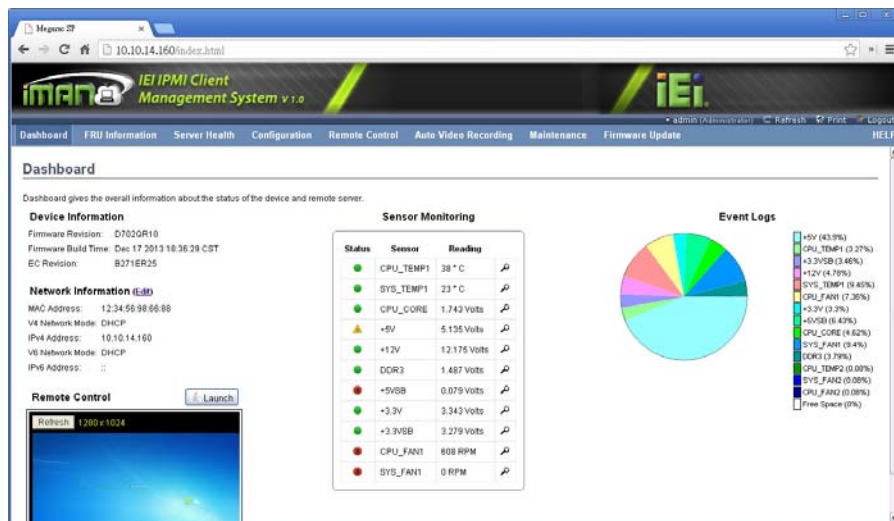 Megarac SP
10.10.14.160/index.html
iMAN
IEI IPMI Client
Management System V 1.0
iEi
admin (Administrator) Refresh Print Logout
Dashboard FRU Information Server Health Configuration Remote Control Auto Video Recording Maintenance Firmware Update HELP
Dashboard
Dashboard gives the overall information about the status of the device and remote server.
Device Information
Firmware Revision: D702QR10
Firmware Build Time: Dec 17 2013 18:36:29 CST
EC Revision: B271ER25
Network Information (Edit)
MAC Address: 12:34:56:98:66:88
V4 Network Mode: DHCP
IPv4 Address: 10.10.14.160
V6 Network Mode: DHCP
IPv6 Address: ::
Remote Control Launch
Refresh 1280 x 1024
Sensor Monitoring
Status Sensor Reading
CPU_TEMP1 38 ° C
SYS_TEMP1 23 ° C
CPU_CORE 1.743 Volts
+5V 5.135 Volts
+12V 12.175 Volts
DDR3 1.487 Volts
+5VSB 0.079 Volts
+3.3V 3.343 Volts
+3.3VSB 3.279 Volts
CPU_FAN1 608 RPM
SYS_FAN1 0 RPM
Event Logs
+5V (43.9%)
CPU_TEMP1 (3.27%)
+3.3VSB (3.46%)
+12V (4.78%)
SYS_TEMP1 (9.45%)
CPU_FAN1 (7.36%)
+3.3V (3.3%)
+5VSB (6.43%)
CPU_CORE (4.62%)
SYS_FAN1 (9.4%)
DDR3 (3.79%)
CPU_TEMP2 (0.08%)
SYS_FAN2 (0.08%)
CPU_FAN2 (0.08%)
Free Space (0%)